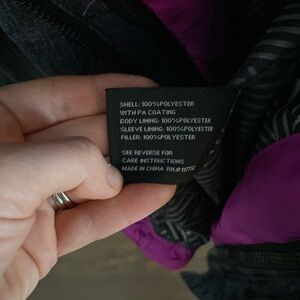 SHELL: 100%POLYESTER
WITH PA COATING
BODY LINING: 100%POLYESTER
SLEEVE LINING: 100%POLYESTER
FILLER: 100%POLYESTER
SEE REVERSE FOR
CARE INSTRUCTIONS
MADE IN CHINA RN#